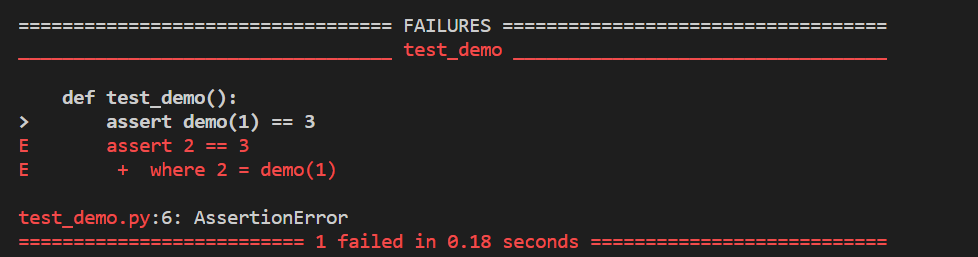 ================================== FAILURES ===================================
__________________________________ test_demo __________________________________
    def test_demo():
>       assert demo(1) == 3
E       assert 2 == 3
E        +  where 2 = demo(1)
test_demo.py:6: AssertionError
========================== 1 failed in 0.18 seconds ===========================